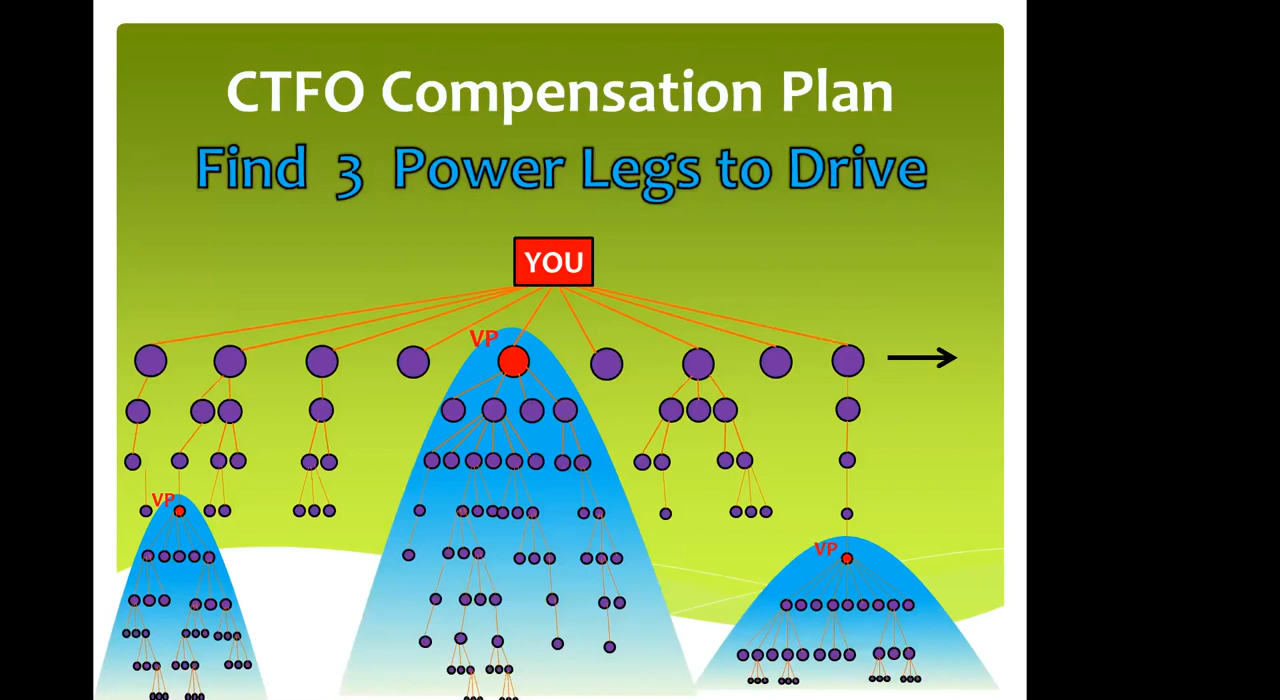 CTFO Compensation Plan
Find 3 Power Legs to Drive
YOU
VP
VP
VP